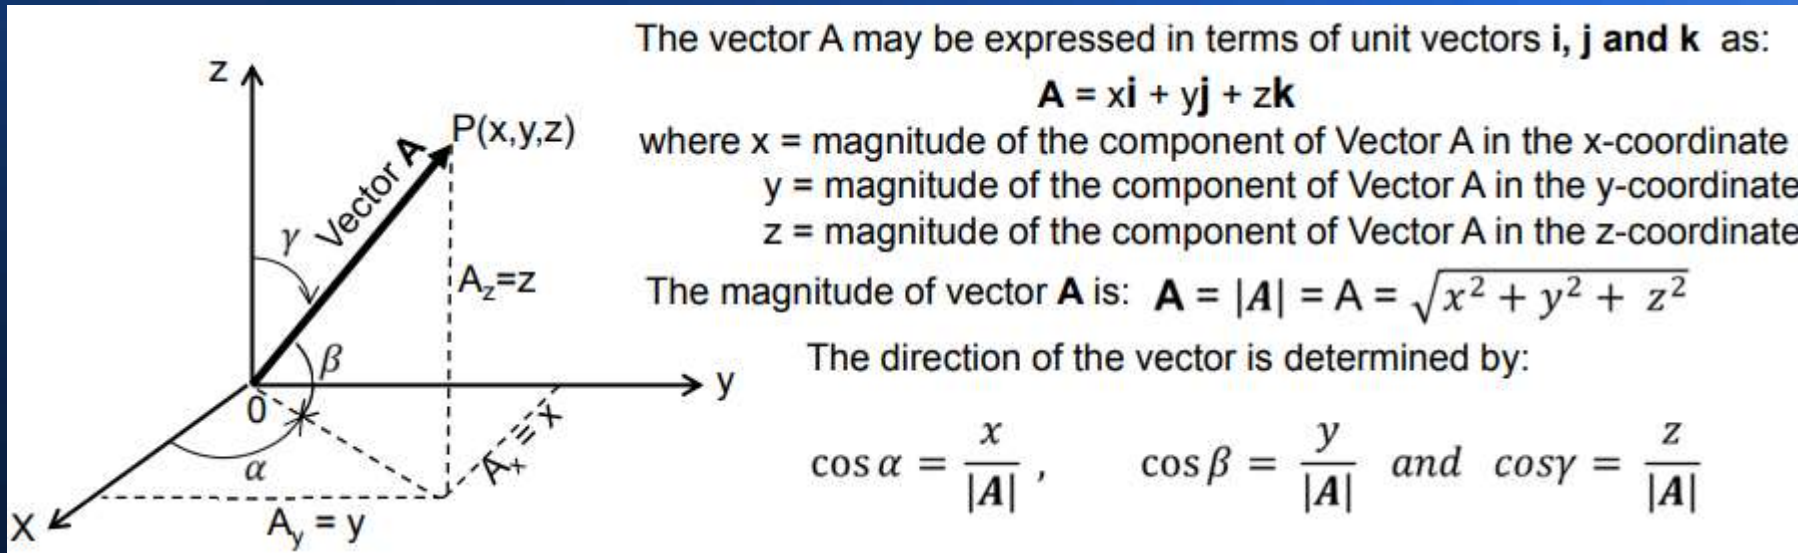 The vector A may be expressed in terms of unit vectors i, j and k as:
A = xi + yj + zk
where x = magnitude of the component of Vector A in the x-coordinate
y = magnitude of the component of Vector A in the y-coordinate
z = magnitude of the component of Vector A in the z-coordinate
The magnitude of vector A is: A = |A| = A = √(x² + y² + z²)
The direction of the vector is determined by:
cos α = x/|A| , cos β = y/|A| and cosγ = z/|A|
z
P(x,y,z)
Vector A
γ
A_z=z
β
y
0
A_x = x
α
A_y = y
X